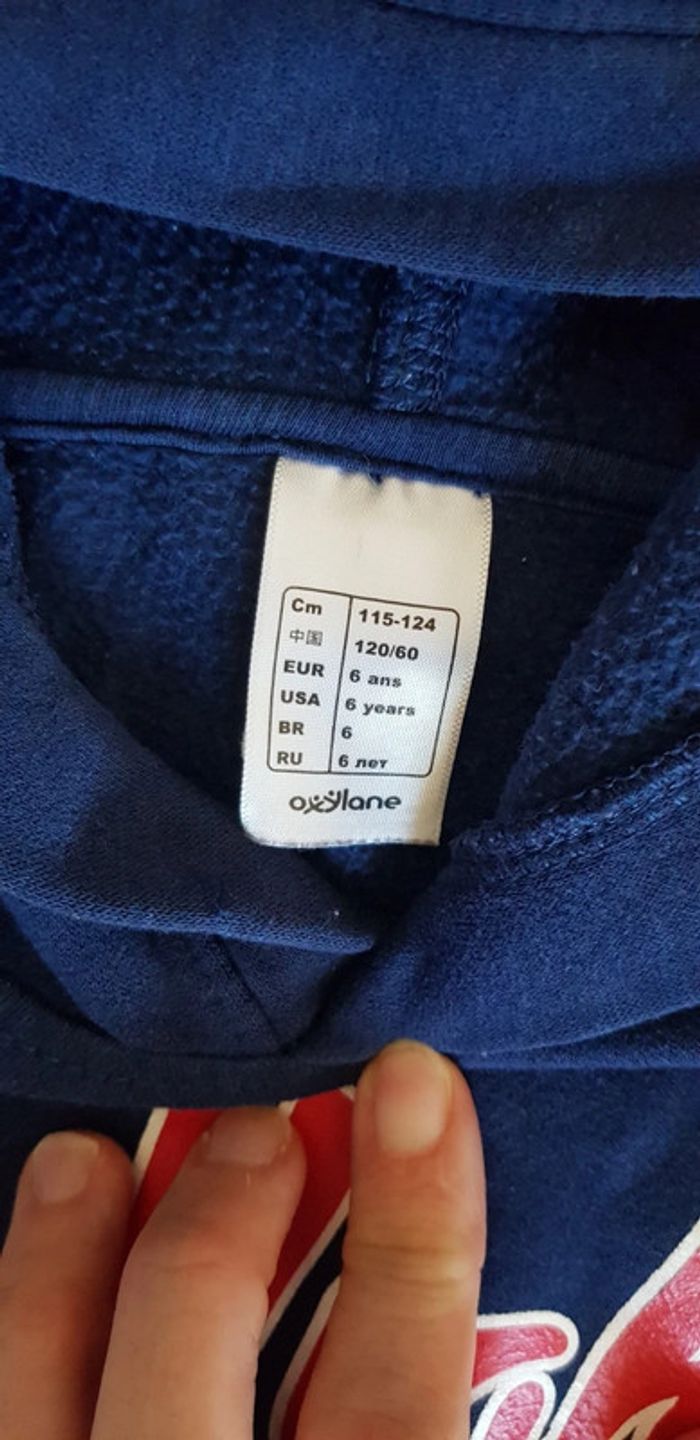 Cm 115-124
中国 120/60
EUR 6 ans
USA 6 years
BR 6
RU 6 лет
oxylane